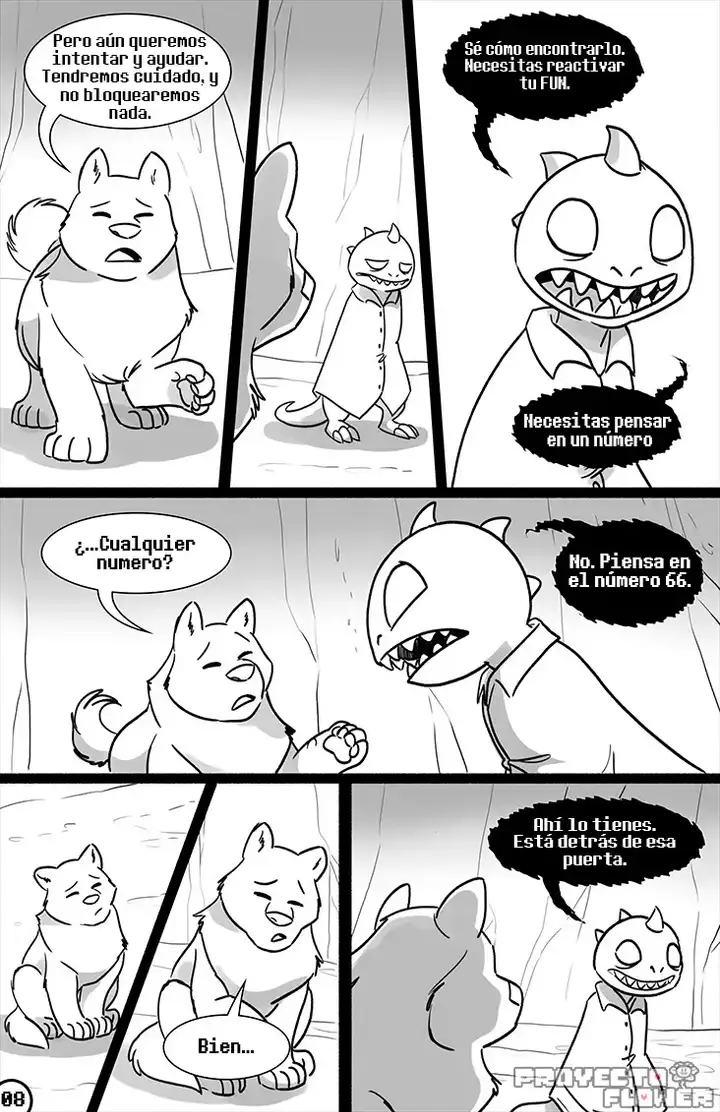 Pero aún queremos
intentar y ayudar.
Tendremos cuidado, y
no bloquearemos
nada.
Sé cómo encontrarlo.
Necesitas reactivar
tu FUN.
Necesitas pensar
en un número
¿...Cualquier
numero?
No. Piensa en
el número 66.
Bien...
Ahí lo tienes.
Está detrás de esa
puerta.
08
PROYECTO
FLOWER